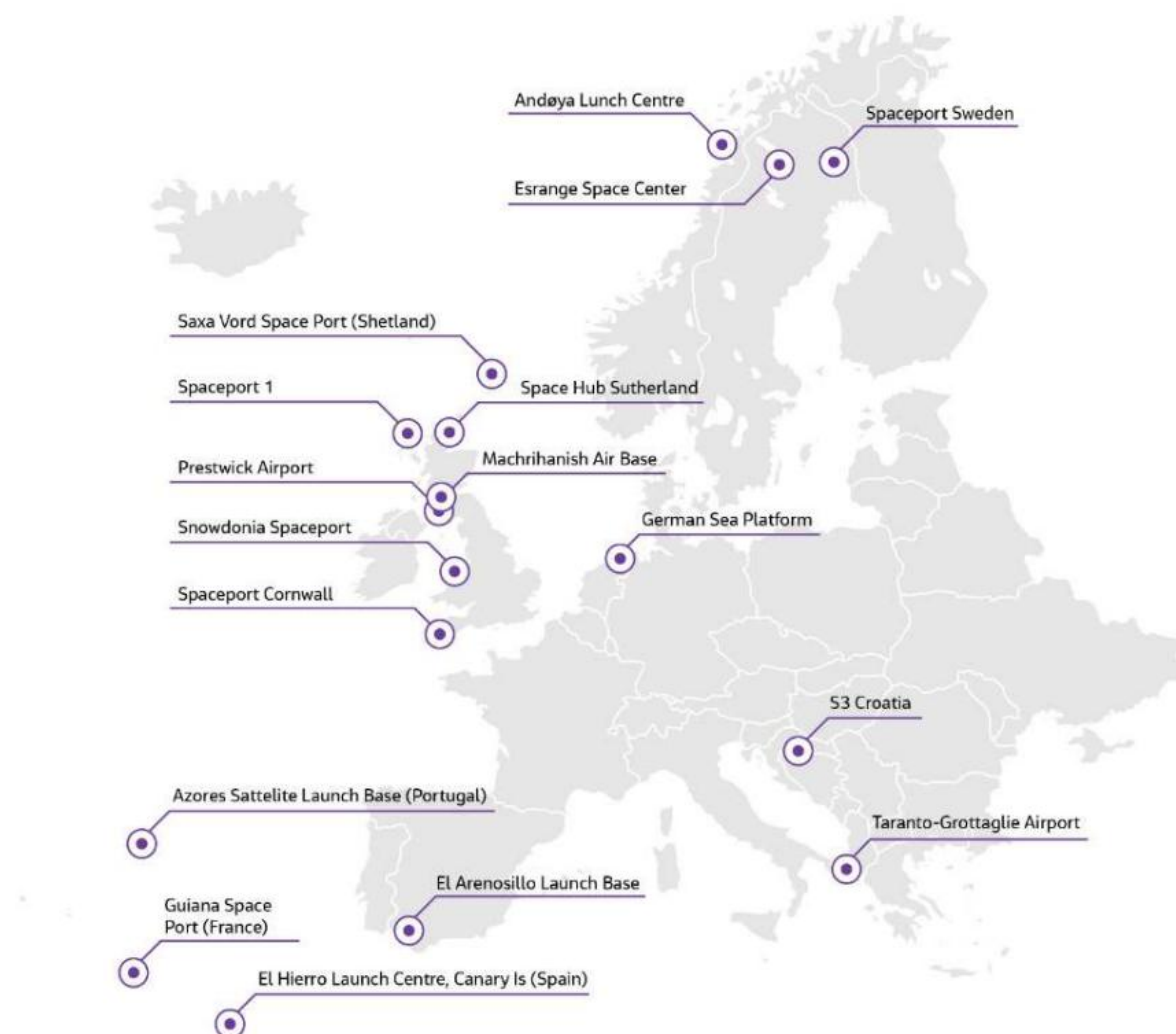 Andøya Lunch Centre
Spaceport Sweden
Esrange Space Center
Saxa Vord Space Port (Shetland)
Spaceport 1
Space Hub Sutherland
Prestwick Airport
Machrihanish Air Base
Snowdonia Spaceport
German Sea Platform
Spaceport Cornwall
S3 Croatia
Azores Sattelite Launch Base (Portugal)
Taranto-Grottaglie Airport
El Arenosillo Launch Base
Guiana Space
Port (France)
El Hierro Launch Centre, Canary Is (Spain)